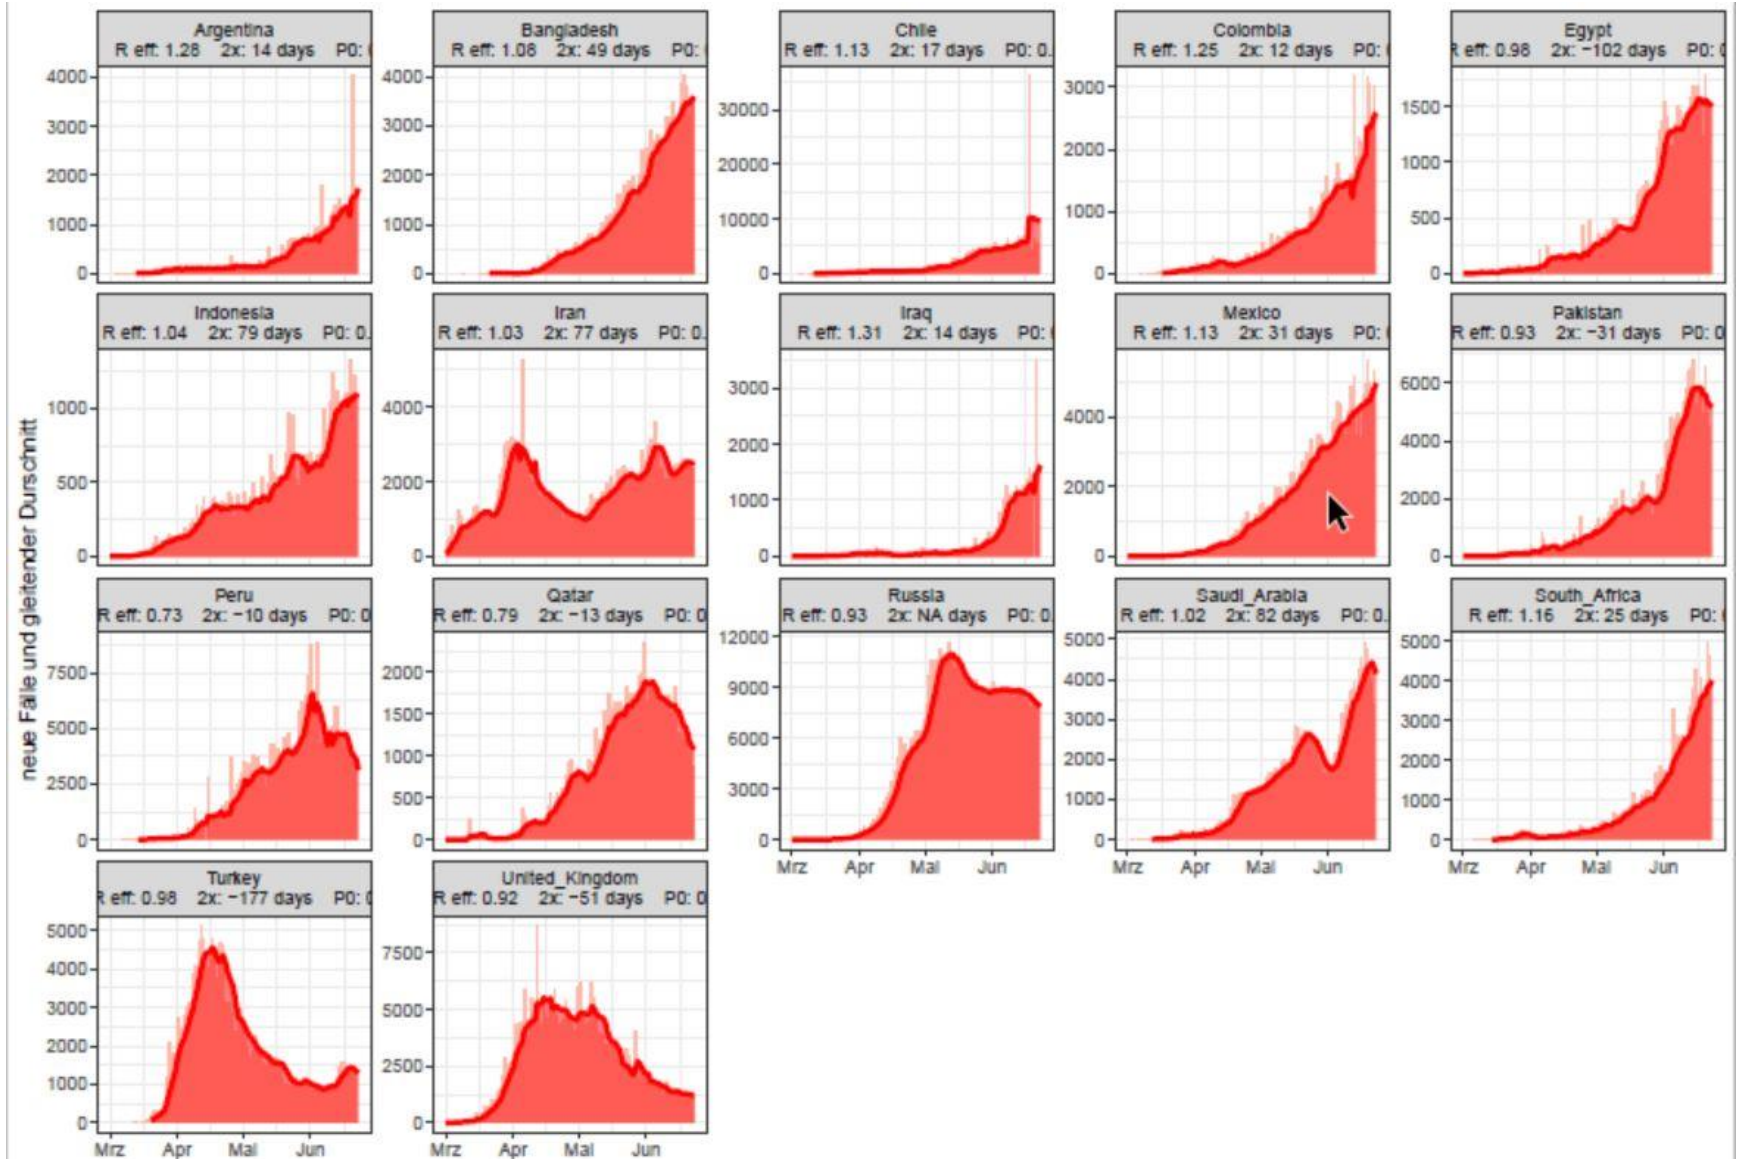 Argentina
R eff: 1.28 2x: 14 days P0:
4000
3000
2000
1000
0
Bangladesh
R eff: 1.08 2x: 49 days P0:
4000
3000
2000
1000
0
Chile
R eff: 1.13 2x: 17 days P0: 0.
30000
20000
10000
0
Colombia
R eff: 1.25 2x: 12 days P0:
3000
2000
1000
0
Egypt
R eff: 0.98 2x: −102 days P0: 0
1500
1000
500
0
neue Fälle und gleitender Durschnitt
Indonesia
R eff: 1.04 2x: 79 days P0: 0.
1000
500
0
Iran
R eff: 1.03 2x: 77 days P0: 0.
4000
2000
0
Iraq
R eff: 1.31 2x: 14 days P0:
3000
2000
1000
0
Mexico
R eff: 1.13 2x: 31 days P0:
4000
2000
0
Pakistan
R eff: 0.93 2x: −31 days P0: 0
6000
4000
2000
0
Peru
R eff: 0.73 2x: −10 days P0: 0
7500
5000
2500
0
Qatar
R eff: 0.79 2x: −13 days P0: 0
2000
1500
1000
500
0
Russia
R eff: 0.93 2x: NA days P0: 0.
12000
9000
6000
3000
0
Mrz Apr Mai Jun
Saudi_Arabia
R eff: 1.02 2x: 82 days P0: 0.
5000
4000
3000
2000
1000
0
Mrz Apr Mai Jun
South_Africa
R eff: 1.16 2x: 25 days P0:
5000
4000
3000
2000
1000
0
Mrz Apr Mai Jun
Turkey
R eff: 0.98 2x: −177 days P0: 0
5000
4000
3000
2000
1000
0
Mrz Apr Mai Jun
United_Kingdom
R eff: 0.92 2x: −51 days P0: 0
7500
5000
2500
0
Mrz Apr Mai Jun